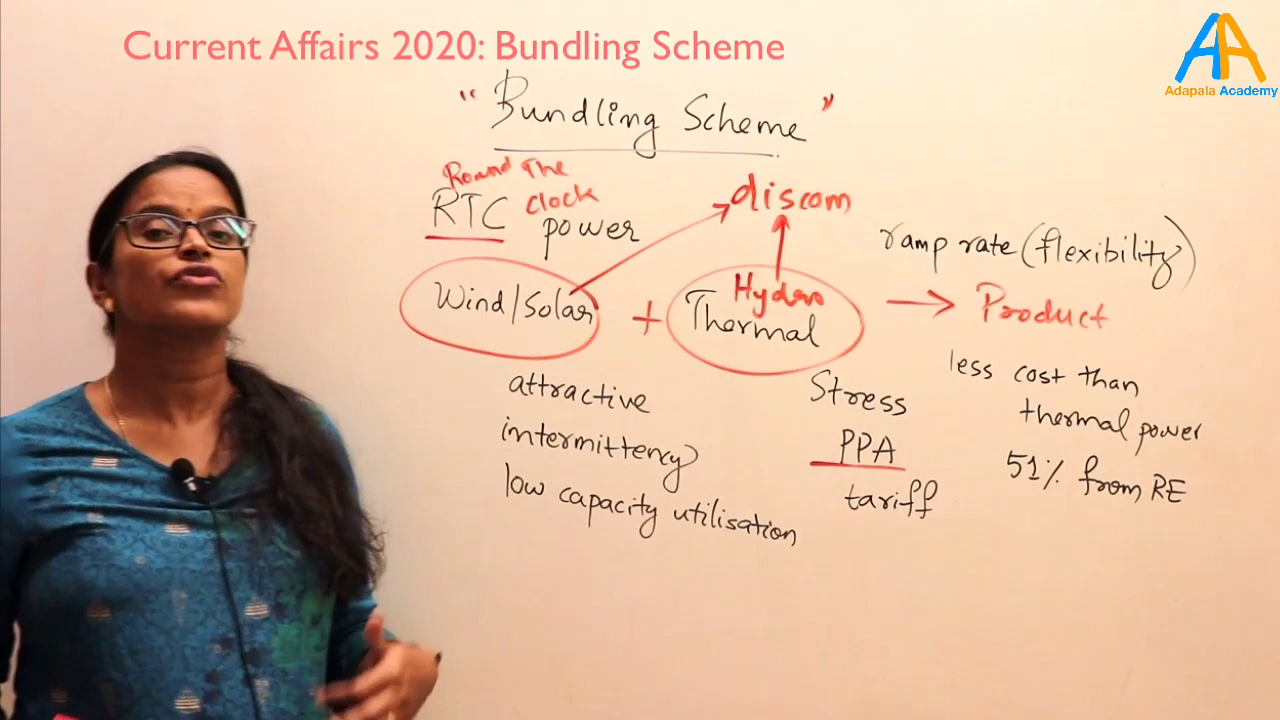 Current Affairs 2020: Bundling Scheme
AA
Adapala Academy
"Bundling Scheme"
Round The
RTC Clock
power
discom
ramp rate (flexibility)
Wind/Solar + Hydro
Thermal
→ Product
attractive
intermittency
low capacity utilisation
Stress
PPA
tariff
less cost than
thermal power
51% from RE